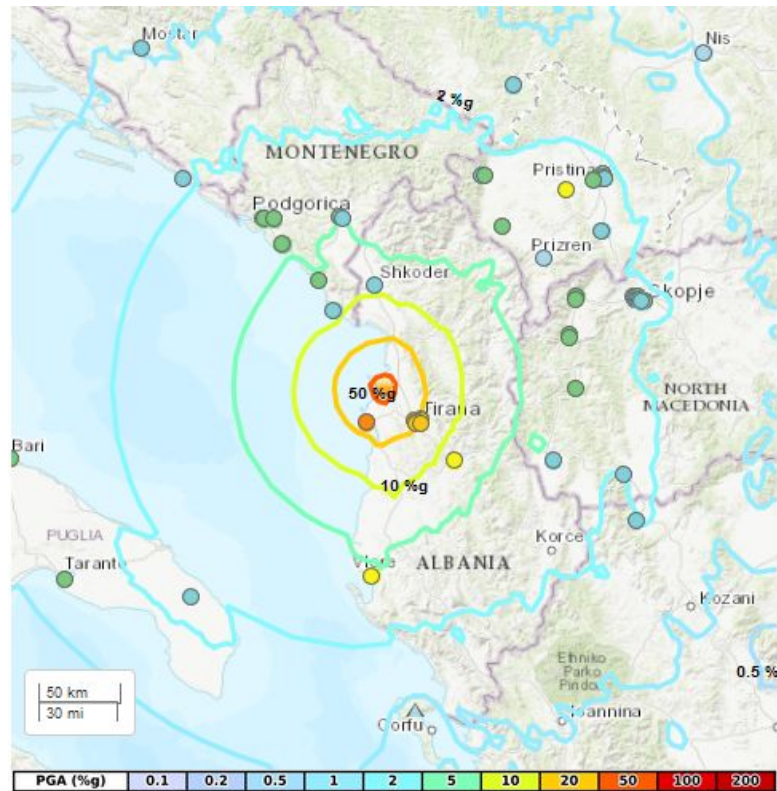 Mostar
Nis
2 %g
MONTENEGRO
Pristina
Podgorica
Prizren
Shkoder
Skopje
50 %g
Tirana
NORTH
MACEDONIA
Bari
10 %g
PUGLIA
Korce
ALBANIA
Taranto
Vlore
Kozani
Ethniko
Parko
Pindo
0.5 %
50 km
30 mi
Corfu
Ioannina
PGA (%g) 0.1 0.2 0.5 1 2 5 10 20 50 100 200